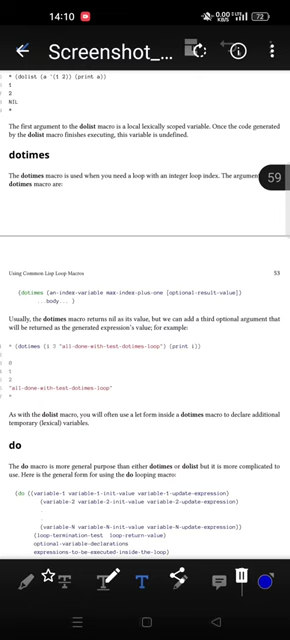 14:10
0.00 KB/s
72
Screenshot_...
* (dolist (a '(1 2)) (print a))
1
2
NIL
*
The first argument to the dolist macro is a local lexically scoped variable. Once the code generated
by the dolist macro finishes executing, this variable is undefined.
dotimes
The dotimes macro is used when you need a loop with an integer loop index. The argument
dotimes macro are:
59
Using Common Lisp Loop Macros 53
(dotimes (an-index-variable max-index-plus-one [optional-result-value])
...body... )
Usually, the dotimes macro returns nil as its value, but we can add a third optional argument that
will be returned as the generated expression's value; for example:
* (dotimes (i 3 "all-done-with-test-dotimes-loop") (print i))
0
1
2
"all-done-with-test-dotimes-loop"
*
As with the dolist macro, you will often use a let form inside a dotimes macro to declare additional
temporary (lexical) variables.
do
The do macro is more general purpose than either dotimes or dolist but it is more complicated to
use. Here is the general form for using the do looping macro:
(do ((variable-1 variable-1-init-value variable-1-update-expression)
(variable-2 variable-2-init-value variable-2-update-expression)
.
.
(variable-N variable-N-init-value variable-N-update-expression))
(loop-termination-test loop-return-value)
optional-variable-declarations
expressions-to-be-executed-inside-the-loop)